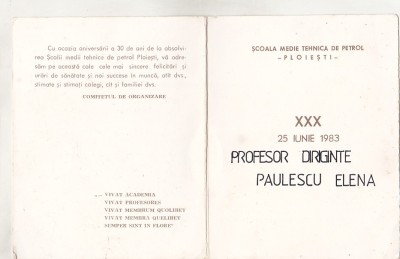 Cu ocazia aniversării a 30 de ani de la absolvi-
rea Școlii medii tehnice de petrol Ploiești, vă adre-
săm pe această cale cele mai sincere felicitări și
urări de sănătate și noi succese în muncă, atît dvs.,
stimate și stimați colegi, cît și familiei dvs.
COMITETUL DE ORGANIZARE
... VIVAT ACADEMIA
VIVAT PROFESORES
VIVAT MEMBRUM QUOLIBET
VIVAT MEMBRA QUELIBET
SEMPER SINT IN FLORE"
ȘCOALA MEDIE TEHNICA DE PETROL
-PLOIEȘTI-
XXX
25 IUNIE 1983
PROFESOR DIRIGINTE
PAULESCU ELENA